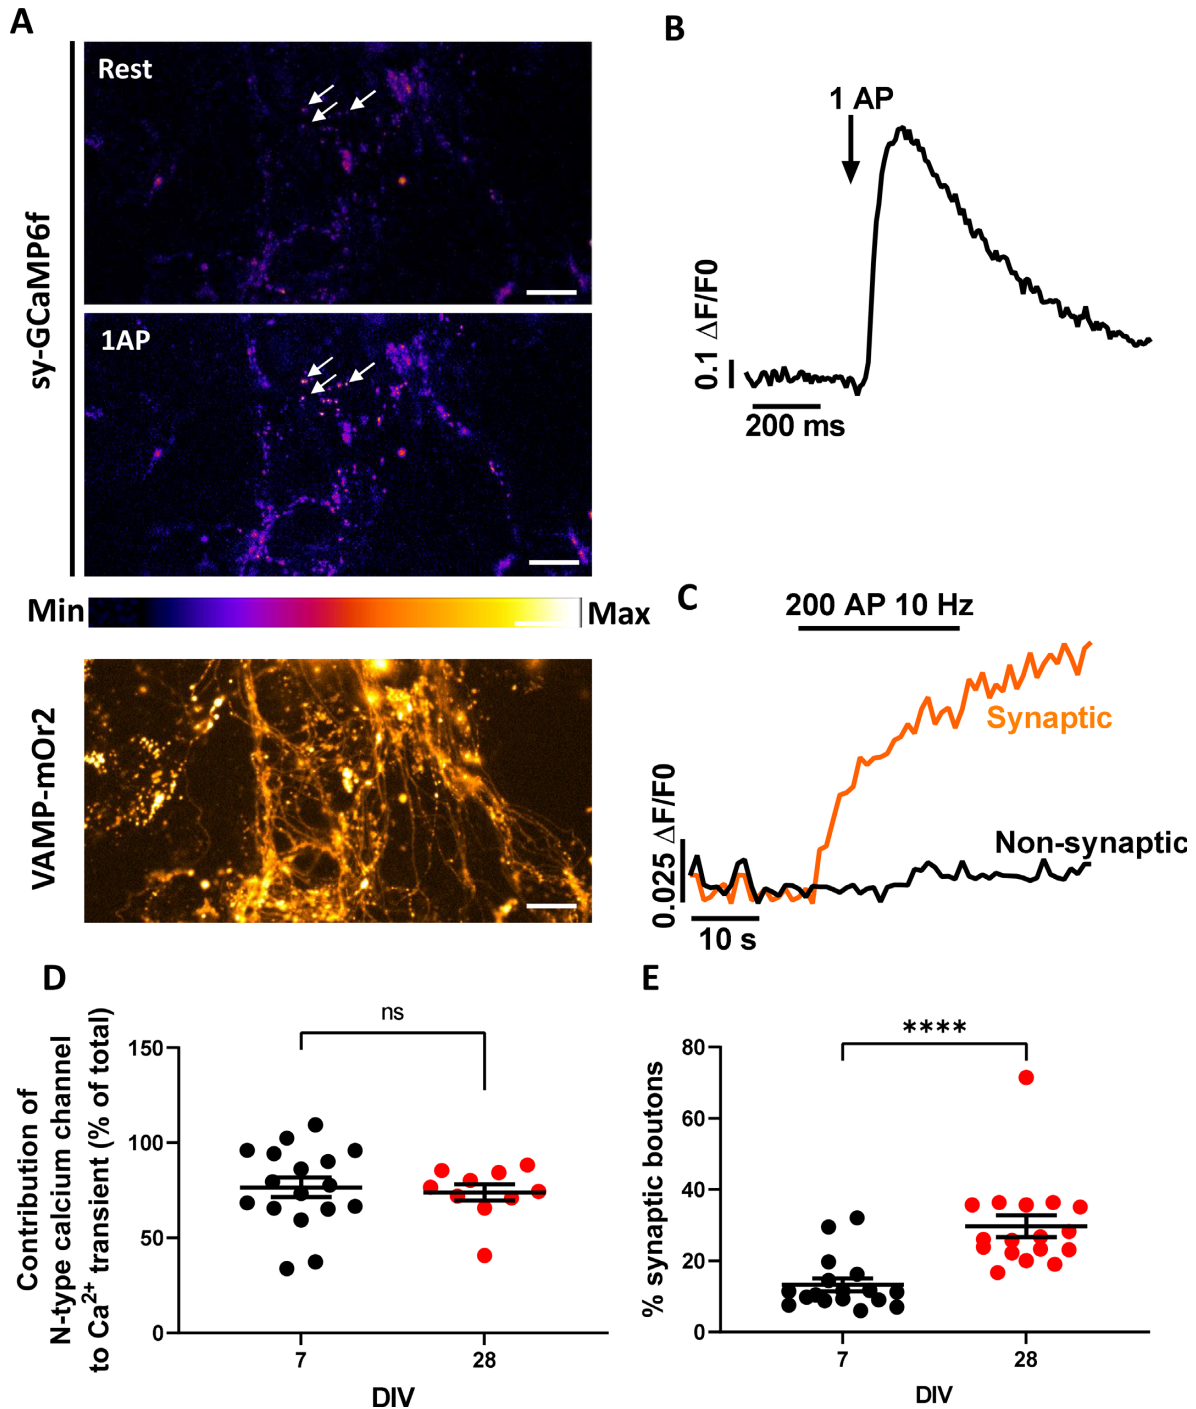 A
sy-GCaMP6f
Rest
1AP
Min
Max
VAMP-mOr2
B
1 AP
0.1 ΔF/F0
200 ms
C
200 AP 10 Hz
Synaptic
Non-synaptic
0.025 ΔF/F0
10 s
D
Contribution of
N-type calcium channel
to Ca²⁺ transient (% of total)
ns
150
100
50
0
7
28
DIV
E
% synaptic boutons
****
80
60
40
20
0
7
28
DIV